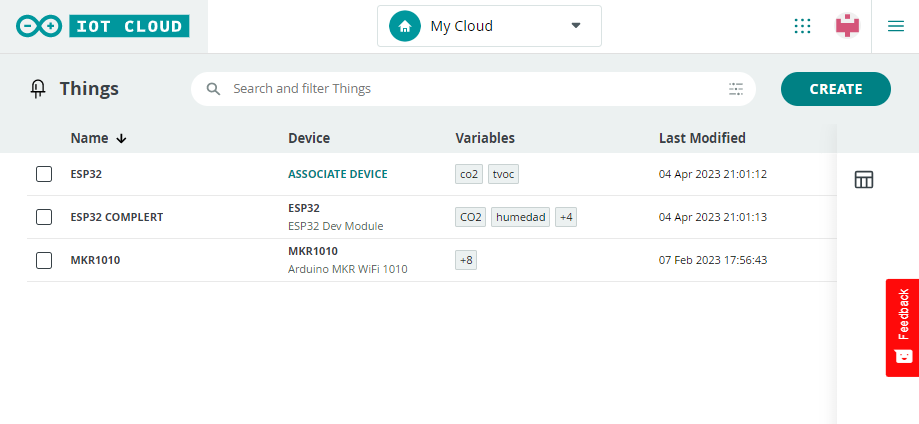 IOT CLOUD
My Cloud
Things
Search and filter Things
CREATE
Name Device Variables Last Modified
ESP32 ASSOCIATE DEVICE co2 tvoc 04 Apr 2023 21:01:12
ESP32 COMPLERT ESP32 ESP32 Dev Module CO2 humedad +4 04 Apr 2023 21:01:13
MKR1010 MKR1010 Arduino MKR WiFi 1010 +8 07 Feb 2023 17:56:43
Feedback